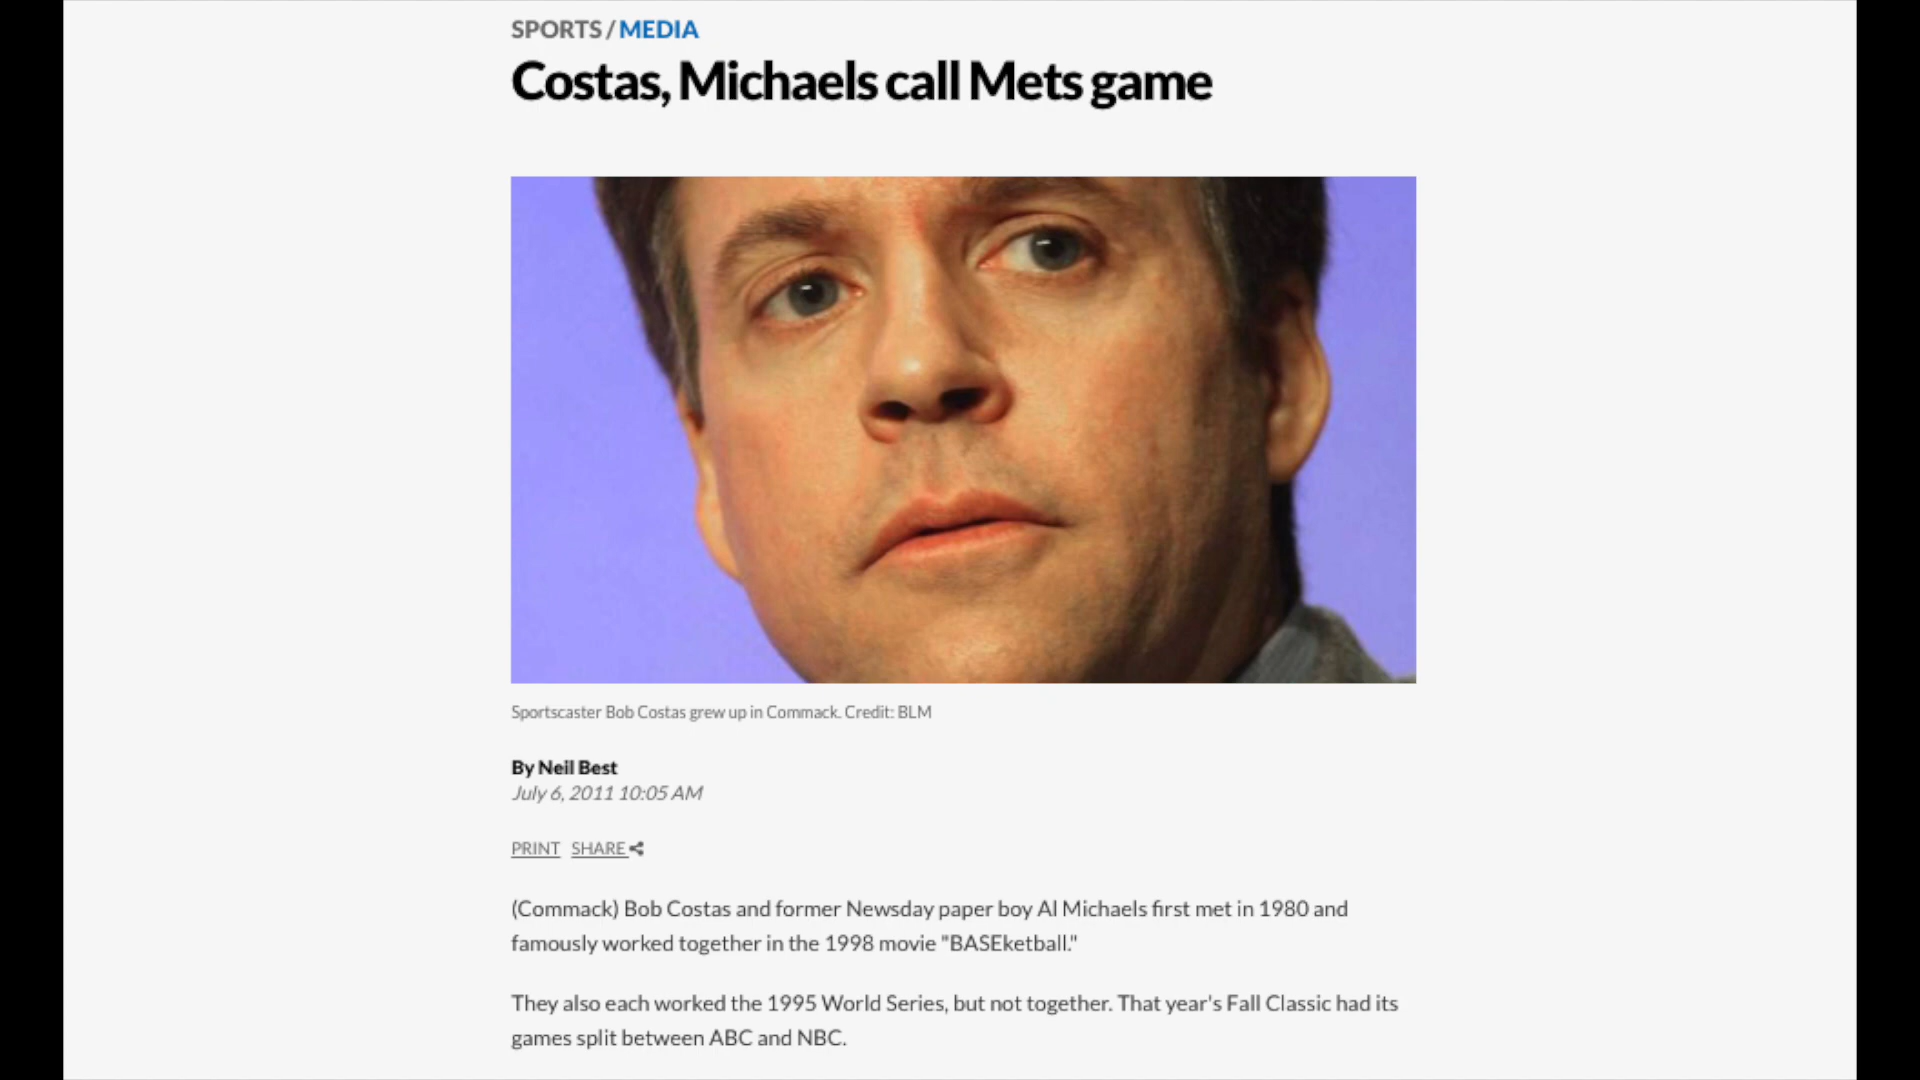 SPORTS / MEDIA
Costas, Michaels call Mets game
Sportscaster Bob Costas grew up in Commack. Credit: BLM
By Neil Best
July 6, 2011 10:05 AM
PRINT SHARE
(Commack) Bob Costas and former Newsday paper boy Al Michaels first met in 1980 and
famously worked together in the 1998 movie "BASEketball."
They also each worked the 1995 World Series, but not together. That year's Fall Classic had its
games split between ABC and NBC.